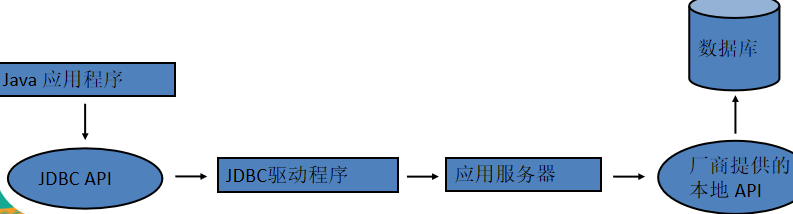 数据库
Java 应用程序
JDBC API
JDBC驱动程序
应用服务器
厂商提供的
本地 API